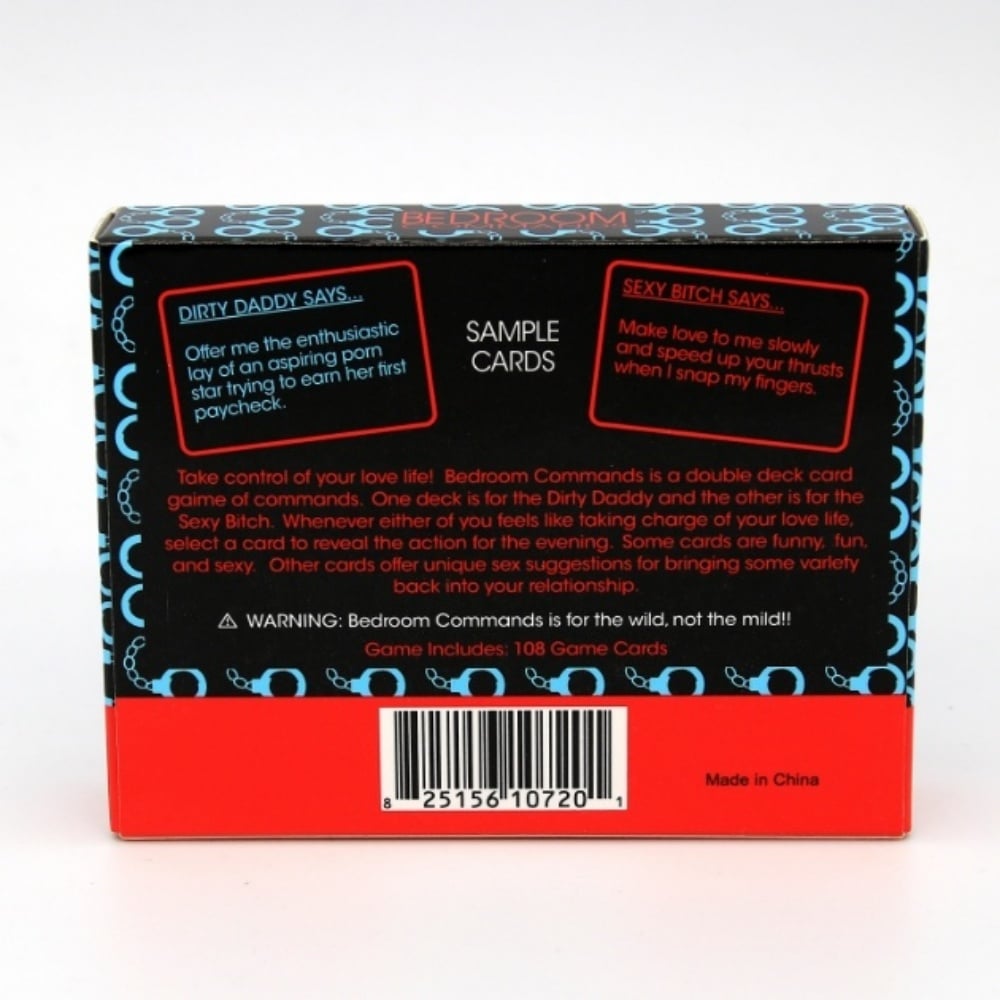 BEDROOM
DIRTY DADDY SAYS...
Offer me the enthusiastic
lay of an aspiring porn
star trying to earn her first
paycheck.
SAMPLE
CARDS
SEXY BITCH SAYS...
Make love to me slowly
and speed up your thrusts
when I snap my fingers.
Take control of your love life! Bedroom Commands is a double deck card
gaime of commands. One deck is for the Dirty Daddy and the other is for the
Sexy Bitch. Whenever either of you feels like taking charge of your love life,
select a card to reveal the action for the evening. Some cards are funny, fun,
and sexy. Other cards offer unique sex suggestions for bringing some variety
back into your relationship.
⚠ WARNING: Bedroom Commands is for the wild, not the mild!!
Game Includes: 108 Game Cards
8 25156 10720 1
Made in China